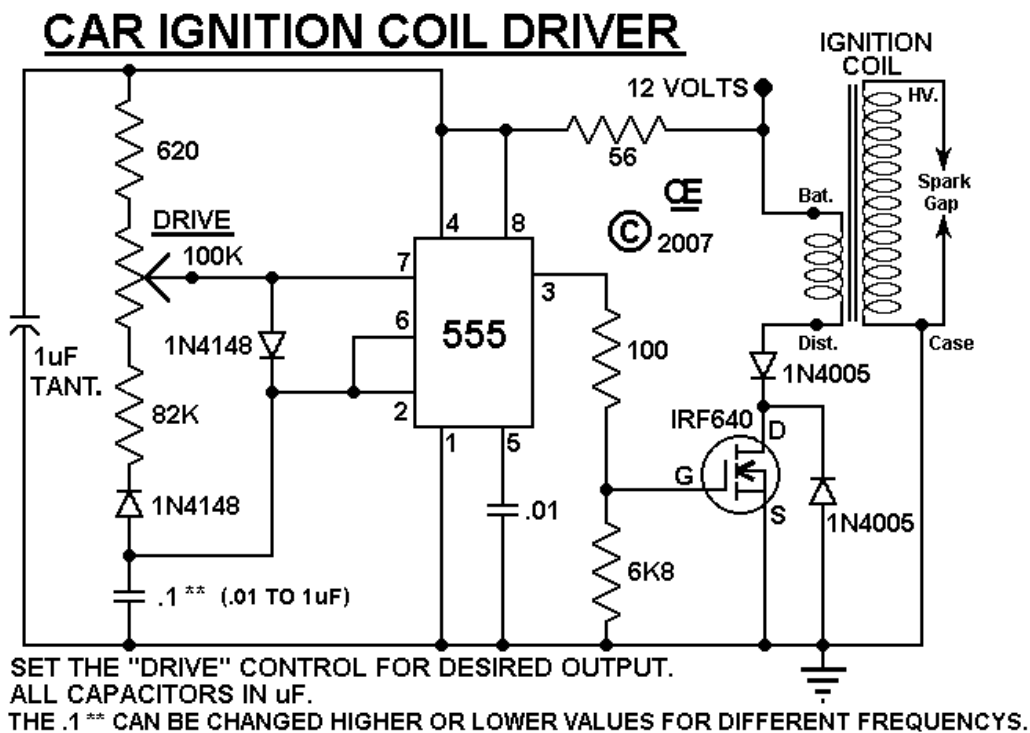 CAR IGNITION COIL DRIVER
IGNITION
COIL
12 VOLTS
HV.
620
56
Spark
Gap
Bat.
Œ
© 2007
DRIVE
100K
4
8
7
3
6
555
1N4148
1uF
TANT.
100
Dist.
Case
1N4005
82K
2
1
5
IRF640
D
G
S
1N4148
.01
1N4005
6K8
.1 ** (.01 TO 1uF)
SET THE "DRIVE" CONTROL FOR DESIRED OUTPUT.
ALL CAPACITORS IN uF.
THE .1 ** CAN BE CHANGED HIGHER OR LOWER VALUES FOR DIFFERENT FREQUENCYS.